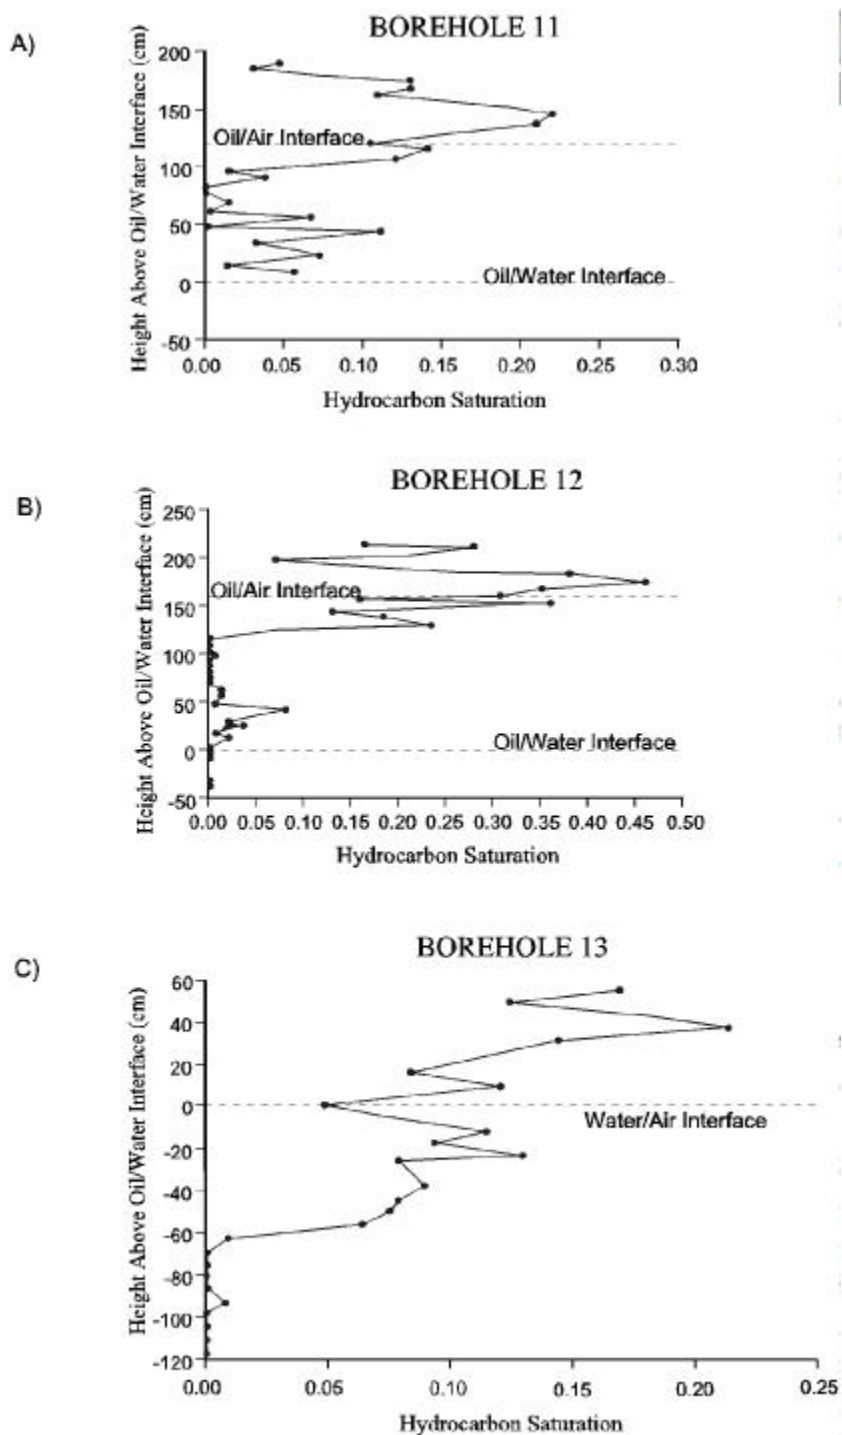 A)
BOREHOLE 11
Height Above Oil/Water Interface (cm)
200
150
100
50
0
-50
Oil/Air Interface
Oil/Water Interface
0.00 0.05 0.10 0.15 0.20 0.25 0.30
Hydrocarbon Saturation
B)
BOREHOLE 12
Height Above Oil/Water Interface (cm)
250
200
150
100
50
0
-50
Oil/Air Interface
Oil/Water Interface
0.00 0.05 0.10 0.15 0.20 0.25 0.30 0.35 0.40 0.45 0.50
Hydrocarbon Saturation
C)
BOREHOLE 13
Height Above Oil/Water Interface (cm)
60
40
20
0
-20
-40
-60
-80
-100
-120
Water/Air Interface
0.00 0.05 0.10 0.15 0.20 0.25
Hydrocarbon Saturation